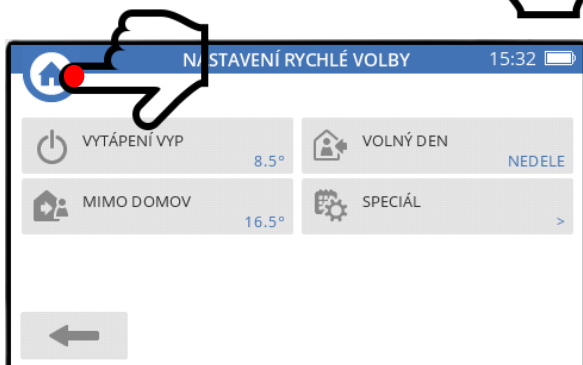 NASTAVENÍ RYCHLÉ VOLBY 15:32
VYTÁPENÍ VYP
8.5°
VOLNÝ DEN
NEDELE
MIMO DOMOV
16.5°
SPECIÁL
>